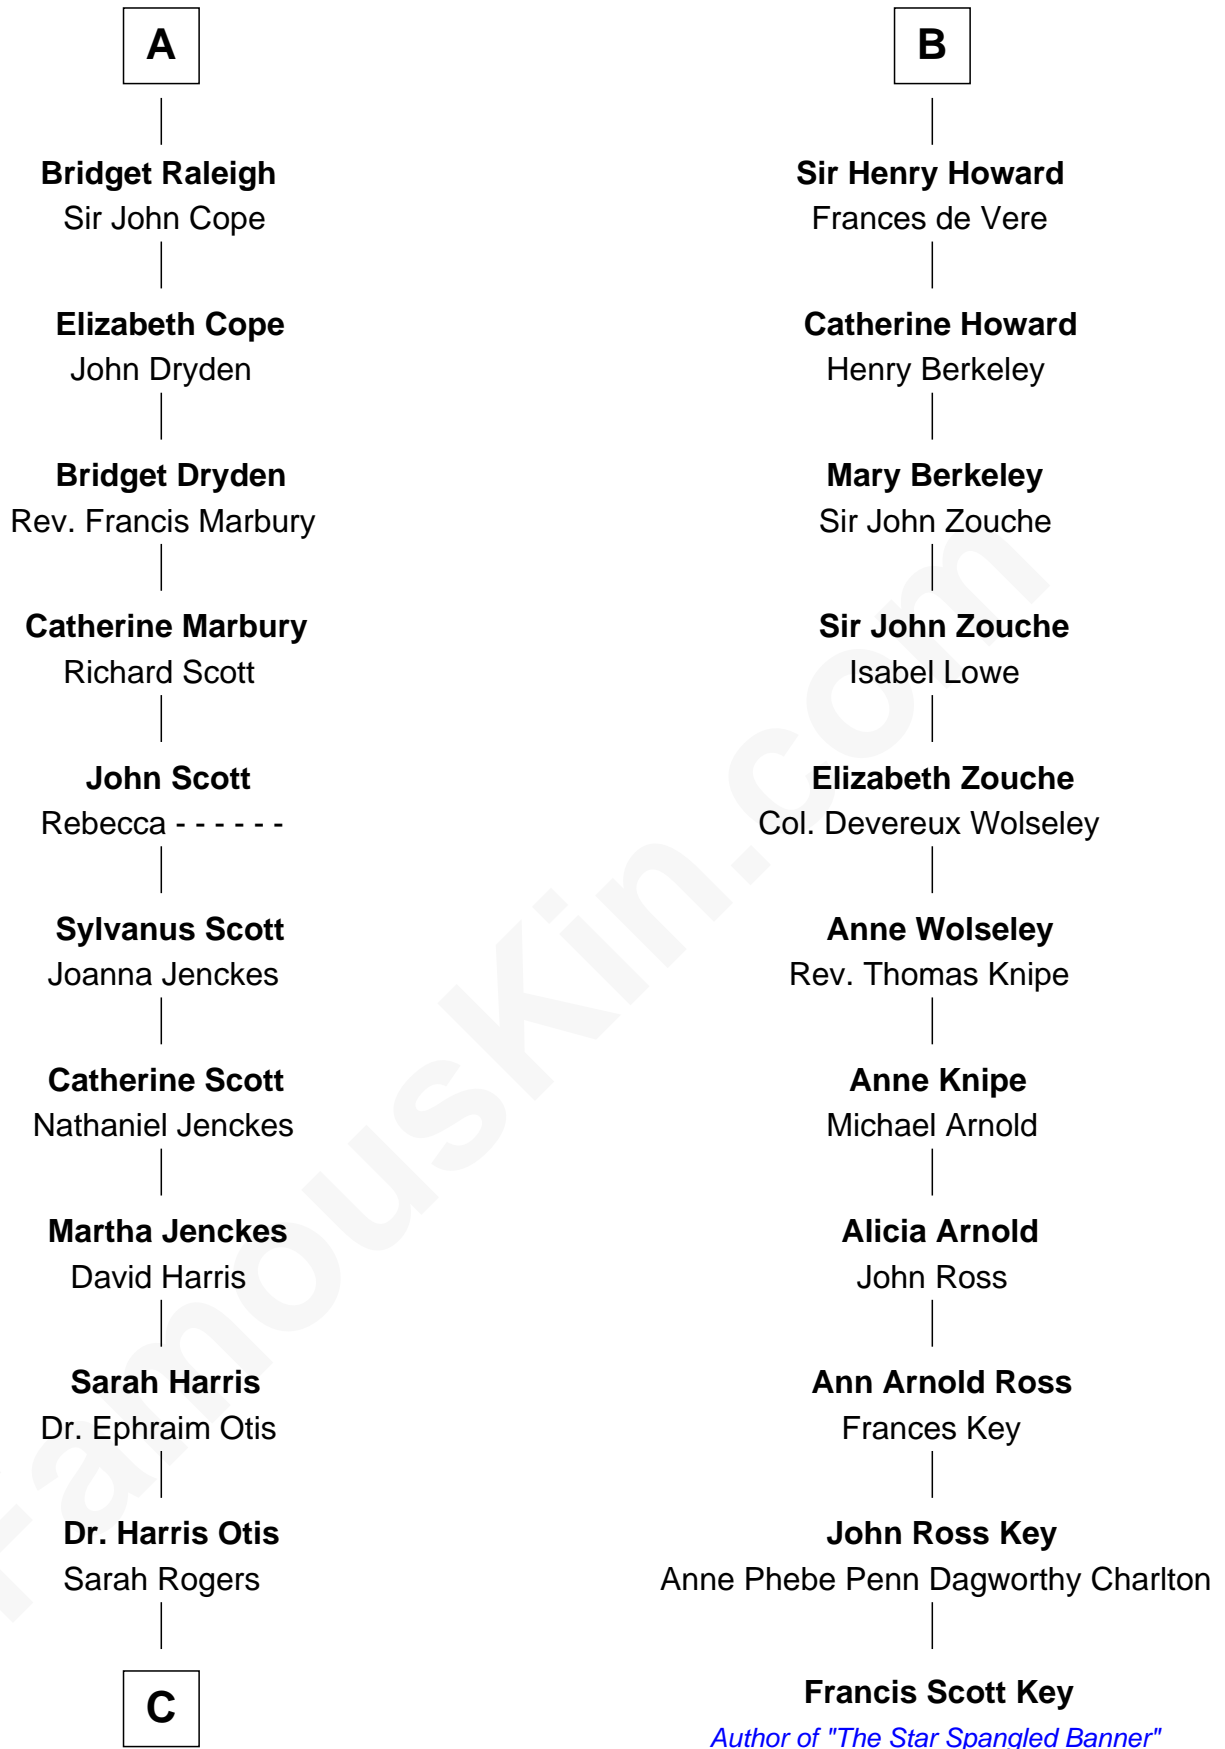 A
Bridget Raleigh
Sir John Cope
Elizabeth Cope
John Dryden
Bridget Dryden
Rev. Francis Marbury
Catherine Marbury
Richard Scott
John Scott
Rebecca - - - - - -
Sylvanus Scott
Joanna Jenckes
Catherine Scott
Nathaniel Jenckes
Martha Jenckes
David Harris
Sarah Harris
Dr. Ephraim Otis
Dr. Harris Otis
Sarah Rogers
C
B
Sir Henry Howard
Frances de Vere
Catherine Howard
Henry Berkeley
Mary Berkeley
Sir John Zouche
Sir John Zouche
Isabel Lowe
Elizabeth Zouche
Col. Devereux Wolseley
Anne Wolseley
Rev. Thomas Knipe
Anne Knipe
Michael Arnold
Alicia Arnold
John Ross
Ann Arnold Ross
Frances Key
John Ross Key
Anne Phebe Penn Dagworthy Charlton
Francis Scott Key
Author of "The Star Spangled Banner"
FamousKin.com